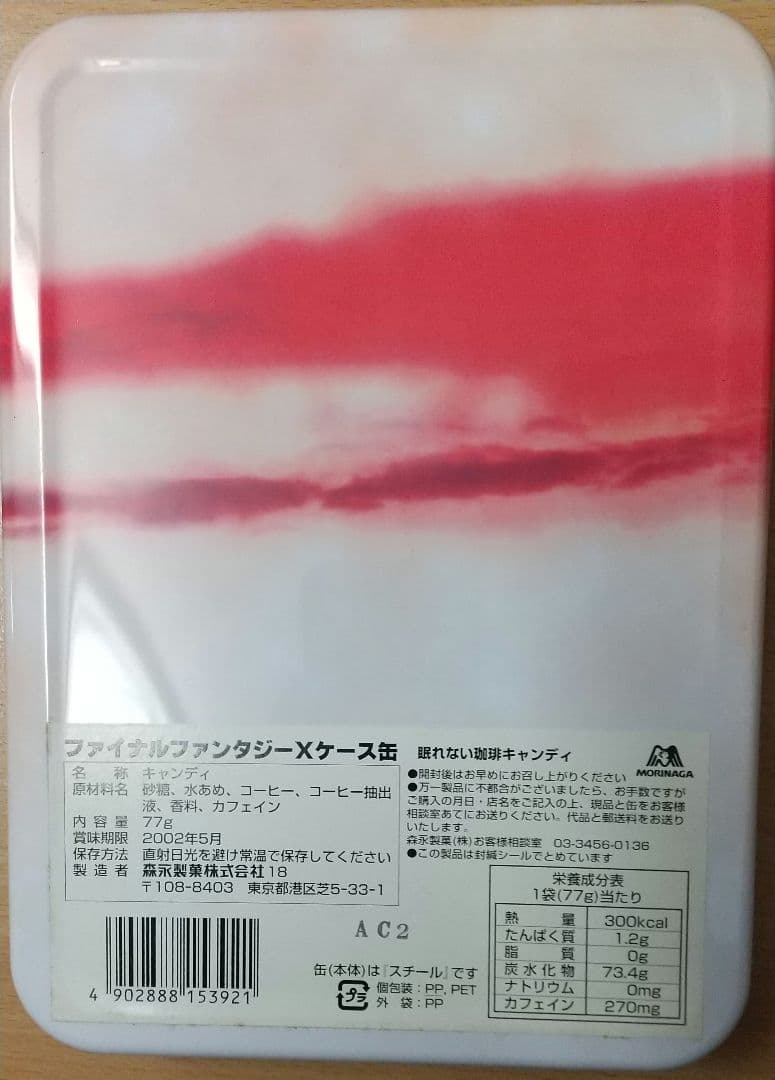 ファイナルファンタジーXケース缶
眠れない珈琲キャンディ
MORINAGA
名称 キャンディ
原材料名 砂糖、水あめ、コーヒー、コーヒー抽出
液、香料、カフェイン
内容量 77g
賞味期限 2002年5月
保存方法 直射日光を避け常温で保存してください
製造者 森永製菓株式会社18
〒108-8403 東京都港区芝5-33-1
●開封後はお早めにお召し上がりください
●万一製品に不都合がございましたら、お手数ですが
ご購入の月日・店名をご記入の上、現品と缶をお客様
相談室あてにお送りください。代品と郵送料をお送り
いたします。
森永製菓(株)お客様相談室 03-3456-0136
●この製品は封緘シールでとめています
AC2
4 902888 153921
缶(本体)は『スチール』です
プラ
個包装:PP, PET
外袋:PP
栄養成分表
1袋(77g)当たり
熱量 300kcal
たんぱく質 1.2g
脂質 0g
炭水化物 73.4g
ナトリウム 0mg
カフェイン 270mg